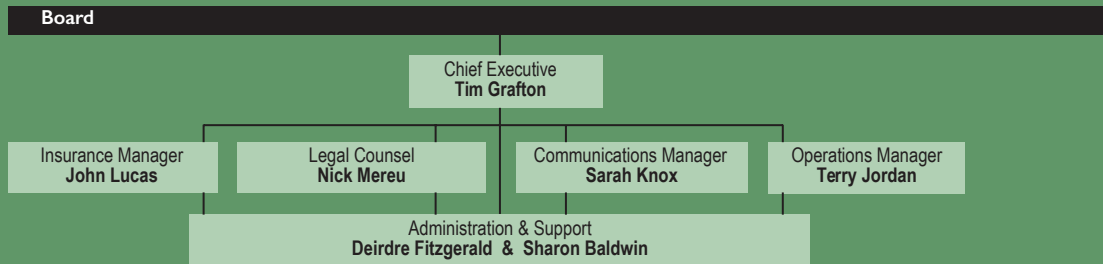 Board
Chief Executive
Tim Grafton
Insurance Manager
John Lucas
Legal Counsel
Nick Mereu
Communications Manager
Sarah Knox
Operations Manager
Terry Jordan
Administration & Support
Deirdre Fitzgerald & Sharon Baldwin